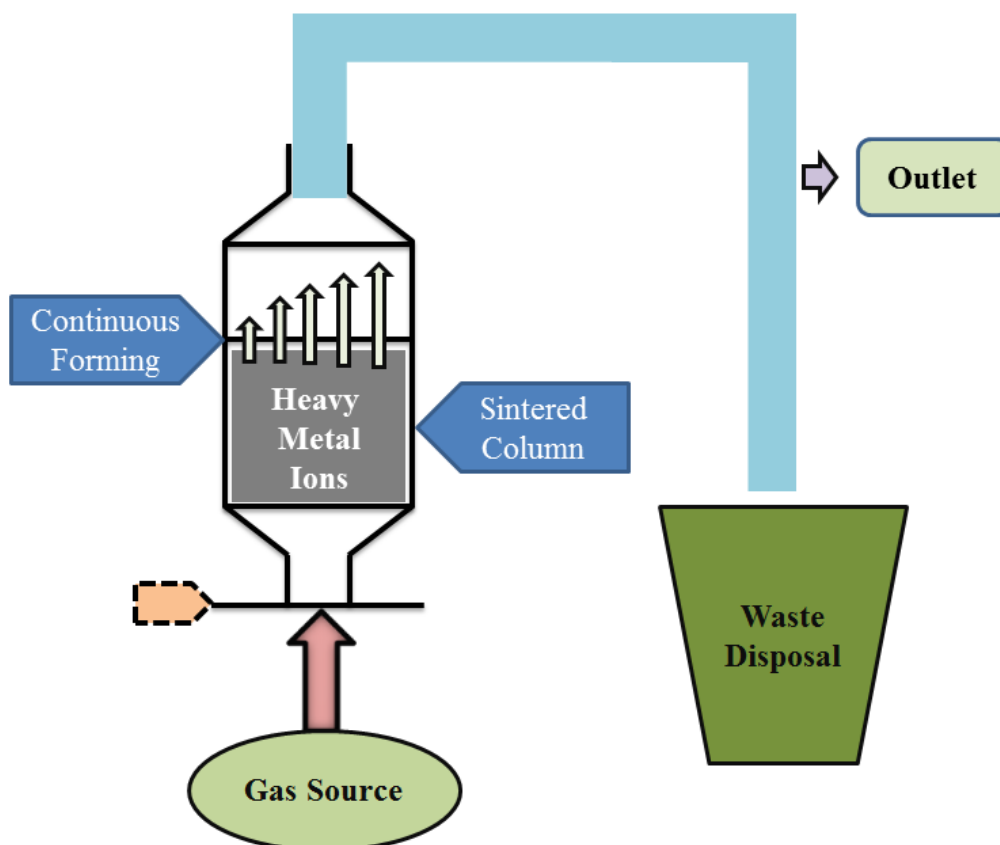 Outlet
Continuous
Forming
Heavy
Metal
Ions
Sintered
Column
Waste
Disposal
Gas Source